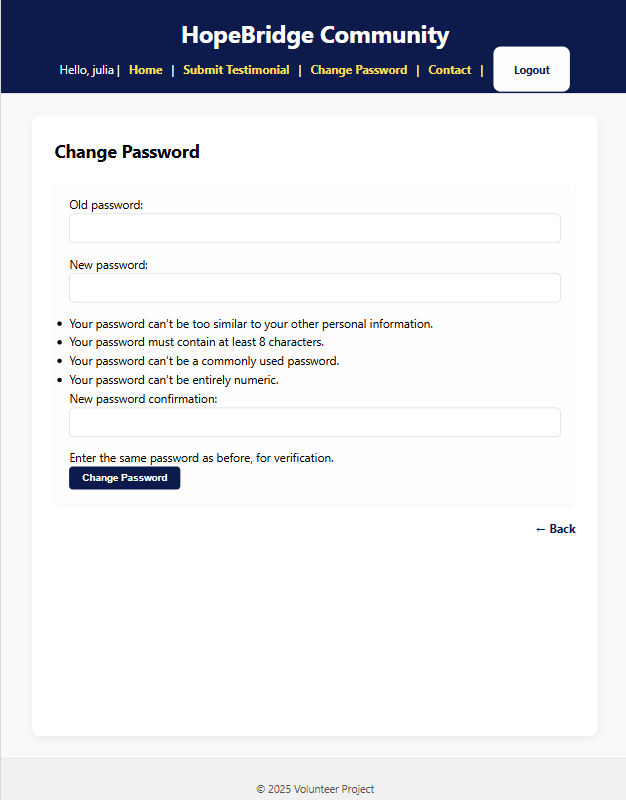 HopeBridge Community
Hello, julia | Home | Submit Testimonial | Change Password | Contact | Logout
Change Password
Old password:
New password:
• Your password can’t be too similar to your other personal information.
• Your password must contain at least 8 characters.
• Your password can’t be a commonly used password.
• Your password can’t be entirely numeric.
New password confirmation:
Enter the same password as before, for verification.
Change Password
← Back
© 2025 Volunteer Project